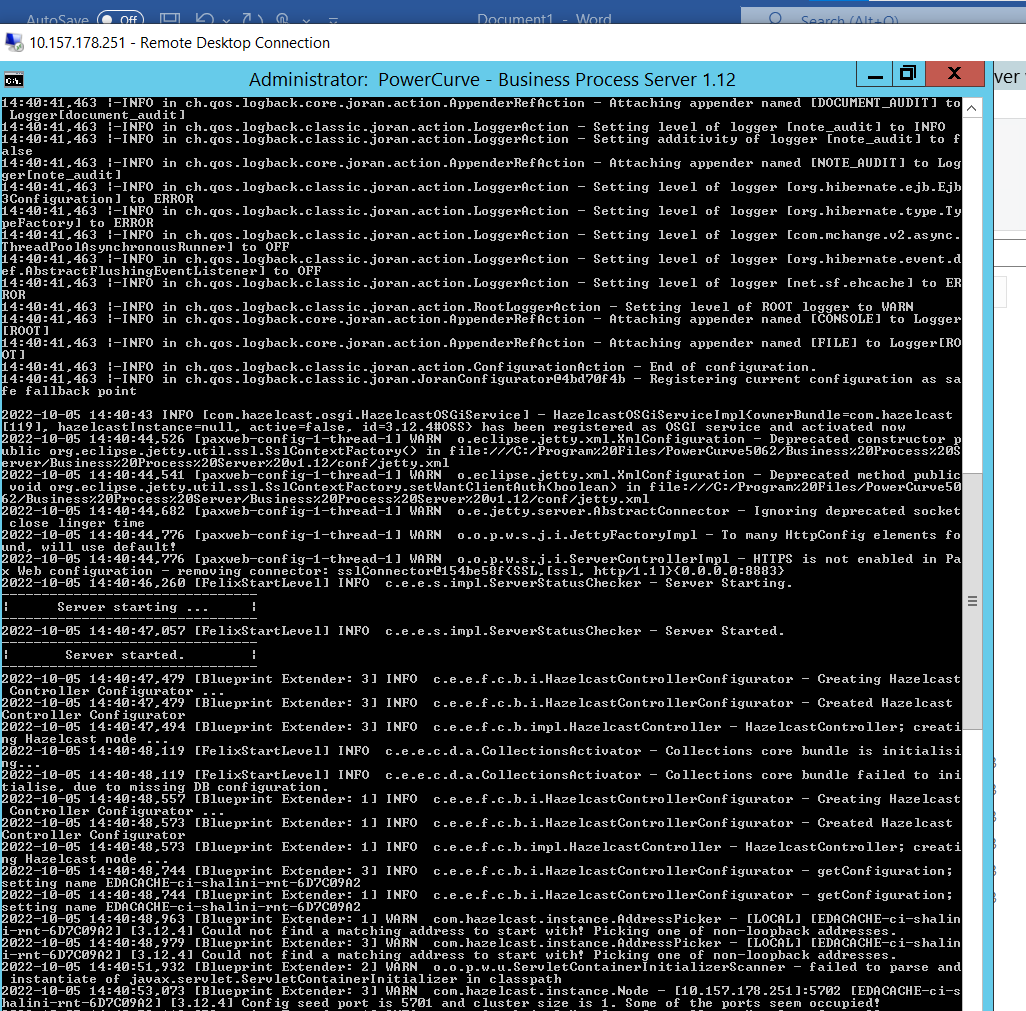 AutoSave Off Document1 - Word Search (Alt+Q)
10.157.178.251 - Remote Desktop Connection
Administrator: PowerCurve - Business Process Server 1.12
ver
14:40:41,463 |-INFO in ch.qos.logback.core.joran.action.AppenderRefAction - Attaching appender named [DOCUMENT_AUDIT] to
Logger[document_audit]
14:40:41,463 |-INFO in ch.qos.logback.classic.joran.action.LoggerAction - Setting level of logger [note_audit] to INFO
14:40:41,463 |-INFO in ch.qos.logback.classic.joran.action.LoggerAction - Setting additivity of logger [note_audit] to f
alse
14:40:41,463 |-INFO in ch.qos.logback.core.joran.action.AppenderRefAction - Attaching appender named [NOTE_AUDIT] to Log
ger[note_audit]
14:40:41,463 |-INFO in ch.qos.logback.classic.joran.action.LoggerAction - Setting level of logger [org.hibernate.ejb.Ejb
3Configuration] to ERROR
14:40:41,463 |-INFO in ch.qos.logback.classic.joran.action.LoggerAction - Setting level of logger [org.hibernate.type.Ty
peFactory] to ERROR
14:40:41,463 |-INFO in ch.qos.logback.classic.joran.action.LoggerAction - Setting level of logger [com.mchange.v2.async.
ThreadPoolAsynchronousRunner] to OFF
14:40:41,463 |-INFO in ch.qos.logback.classic.joran.action.LoggerAction - Setting level of logger [org.hibernate.event.d
ef.AbstractFlushingEventListener] to OFF
14:40:41,463 |-INFO in ch.qos.logback.classic.joran.action.LoggerAction - Setting level of logger [net.sf.ehcache] to ER
ROR
14:40:41,463 |-INFO in ch.qos.logback.classic.joran.action.RootLoggerAction - Setting level of ROOT logger to WARN
14:40:41,463 |-INFO in ch.qos.logback.core.joran.action.AppenderRefAction - Attaching appender named [CONSOLE] to Logger
[ROOT]
14:40:41,463 |-INFO in ch.qos.logback.core.joran.action.AppenderRefAction - Attaching appender named [FILE] to Logger[RO
OT]
14:40:41,463 |-INFO in ch.qos.logback.classic.joran.action.ConfigurationAction - End of configuration.
14:40:41,463 |-INFO in ch.qos.logback.classic.joran.JoranConfigurator@4bd70f4b - Registering current configuration as sa
fe fallback point
2022-10-05 14:40:43 INFO [com.hazelcast.osgi.HazelcastOSGiService] - HazelcastOSGiServiceImpl{ownerBundle=com.hazelcast
[119], hazelcastInstance=null, active=false, id=3.12.4#OSS} has been registered as OSGI service and activated now
2022-10-05 14:40:44,526 [paxweb-config-1-thread-1] WARN o.eclipse.jetty.xml.XmlConfiguration - Deprecated constructor p
ublic org.eclipse.jetty.util.ssl.SslContextFactory() in file:///C:/Program%20Files/PowerCurve5062/Business%20Process%20S
erver/Business%20Process%20Server%20v1.12/conf/jetty.xml
2022-10-05 14:40:44,541 [paxweb-config-1-thread-1] WARN o.eclipse.jetty.xml.XmlConfiguration - Deprecated method public
void org.eclipse.jetty.util.ssl.SslContextFactory.setWantClientAuth(boolean) in file:///C:/Program%20Files/PowerCurve50
62/Business%20Process%20Server/Business%20Process%20Server%20v1.12/conf/jetty.xml
2022-10-05 14:40:44,682 [paxweb-config-1-thread-1] WARN o.e.jetty.server.AbstractConnector - Ignoring deprecated socket
close linger time
2022-10-05 14:40:44,776 [paxweb-config-1-thread-1] WARN o.o.p.w.s.j.i.JettyFactoryImpl - To many HttpConfig elements fo
und, will use default!
2022-10-05 14:40:44,776 [paxweb-config-1-thread-1] WARN o.o.p.w.s.j.i.ServerControllerImpl - HTTPS is not enabled in Pa
x Web configuration - removing connector: sslConnector@154be58f{SSL,[ssl, http/1.1]}{0.0.0.0:8883}
2022-10-05 14:40:46,260 [FelixStartLevel] INFO c.e.e.s.impl.ServerStatusChecker - Server Starting.
--------------------------------
| Server starting ... |
--------------------------------
2022-10-05 14:40:47,057 [FelixStartLevel] INFO c.e.e.s.impl.ServerStatusChecker - Server Started.
--------------------------------
| Server started. |
--------------------------------
2022-10-05 14:40:47,479 [Blueprint Extender: 3] INFO c.e.e.f.c.b.i.HazelcastControllerConfigurator - Creating Hazelcast
Controller Configurator ...
2022-10-05 14:40:47,479 [Blueprint Extender: 3] INFO c.e.e.f.c.b.i.HazelcastControllerConfigurator - Created Hazelcast
Controller Configurator
2022-10-05 14:40:47,494 [Blueprint Extender: 3] INFO c.e.e.f.c.b.impl.HazelcastController - HazelcastController; creati
ng Hazelcast node ...
2022-10-05 14:40:48,119 [FelixStartLevel] INFO c.e.e.c.d.a.CollectionsActivator - Collections core bundle is initialisi
ng...
2022-10-05 14:40:48,119 [FelixStartLevel] INFO c.e.e.c.d.a.CollectionsActivator - Collections core bundle failed to ini
tialise, due to missing DB configuration.
2022-10-05 14:40:48,557 [Blueprint Extender: 1] INFO c.e.e.f.c.b.i.HazelcastControllerConfigurator - Creating Hazelcast
Controller Configurator ...
2022-10-05 14:40:48,573 [Blueprint Extender: 1] INFO c.e.e.f.c.b.i.HazelcastControllerConfigurator - Created Hazelcast
Controller Configurator
2022-10-05 14:40:48,573 [Blueprint Extender: 1] INFO c.e.e.f.c.b.impl.HazelcastController - HazelcastController; creati
ng Hazelcast node ...
2022-10-05 14:40:48,744 [Blueprint Extender: 3] INFO c.e.e.f.c.b.i.HazelcastControllerConfigurator - getConfiguration;
setting name EDACACHE-ci-shalini-rnt-6D7C09A2
2022-10-05 14:40:48,744 [Blueprint Extender: 1] INFO c.e.e.f.c.b.i.HazelcastControllerConfigurator - getConfiguration;
setting name EDACACHE-ci-shalini-rnt-6D7C09A2
2022-10-05 14:40:48,963 [Blueprint Extender: 1] WARN com.hazelcast.instance.AddressPicker - [LOCAL] [EDACACHE-ci-shalin
i-rnt-6D7C09A2] [3.12.4] Could not find a matching address to start with! Picking one of non-loopback addresses.
2022-10-05 14:40:48,979 [Blueprint Extender: 3] WARN com.hazelcast.instance.AddressPicker - [LOCAL] [EDACACHE-ci-shalin
i-rnt-6D7C09A2] [3.12.4] Could not find a matching address to start with! Picking one of non-loopback addresses.
2022-10-05 14:40:51,932 [Blueprint Extender: 2] WARN o.o.p.w.u.ServletContainerInitializerScanner - failed to parse and
instantiate of javax.servlet.ServletContainerInitializer in classpath
2022-10-05 14:40:53,073 [Blueprint Extender: 3] WARN com.hazelcast.instance.Node - [10.157.178.251]:5702 [EDACACHE-ci-s
halini-rnt-6D7C09A2] [3.12.4] Config seed port is 5701 and cluster size is 1. Some of the ports seem occupied!